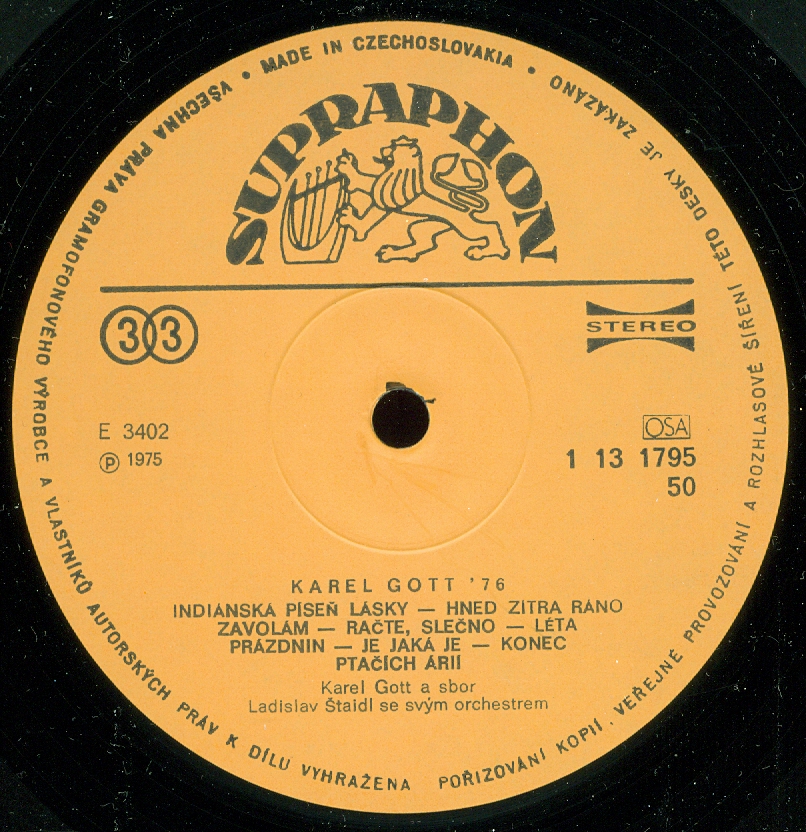 VŠECHNA PRÁVA GRAMOFONOVÉHO VÝROBCE A VLASTNÍKŮ AUTORSKÝCH PRÁV K DÍLU VYHRAŽENA
POŘIZOVÁNÍ KOPIÍ, VEŘEJNÉ PROVOZOVÁNÍ A ROZHLASOVÉ ŠÍŘENÍ TÉTO DESKY JE ZAKÁZÁNO
• MADE IN CZECHOSLOVAKIA •
SUPRAPHON
33
STEREO
E 3402
Ⓟ 1975
OSA
1 13 1795
50
KAREL GOTT '76
INDIÁNSKA PÍSEŇ LÁSKY — HNED ZÍTRA RÁNO
ZAVOLÁM — RAČTE, SLEČNO — LÉTA
PRÁZDNIN — JE JAKÁ JE — KONEC
PTAČÍCH ÁRIÍ
Karel Gott a sbor
Ladislav Štaidl se svým orchestrem